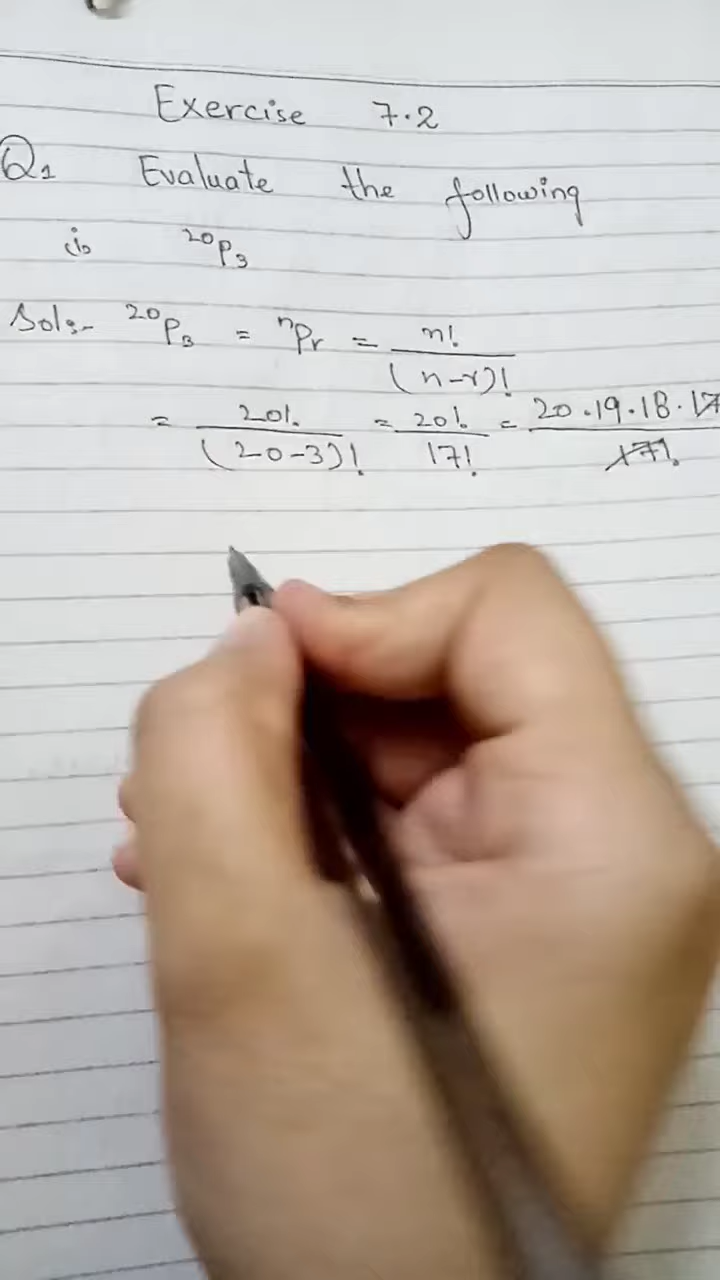 Exercise 7.2
Q1 Evaluate the following
(i) ²⁰P₃
Sol:- ²⁰P₃ = ⁿPr = n! / (n-r)!
= 20! / (20-3)! = 20! / 17! = 20.19.18.17 / 17!